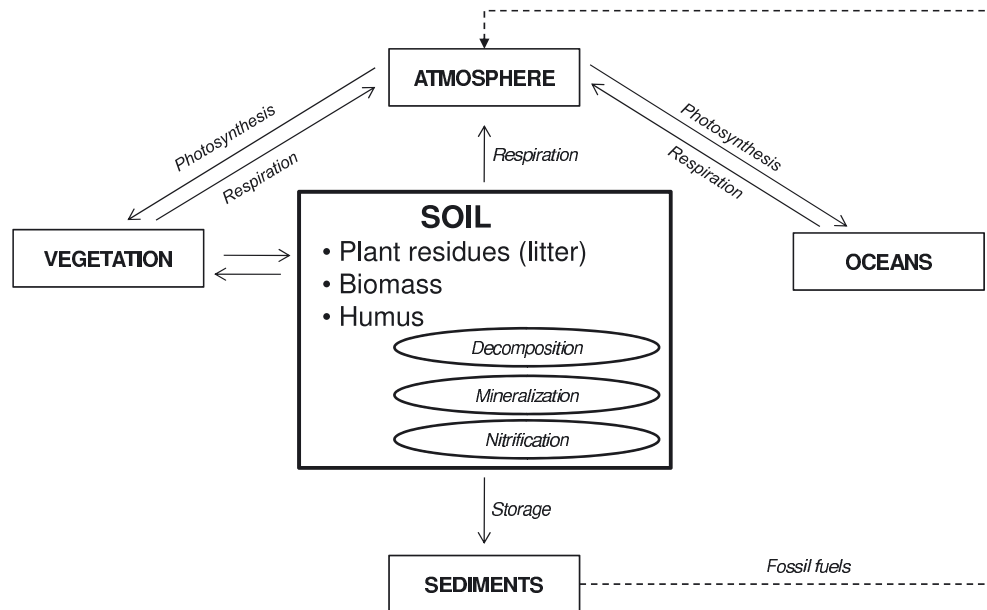 ATMOSPHERE
Photosynthesis
Respiration
Respiration
Photosynthesis
Respiration
VEGETATION
SOIL
• Plant residues (litter)
• Biomass
• Humus
Decomposition
Mineralization
Nitrification
OCEANS
Storage
SEDIMENTS
Fossil fuels